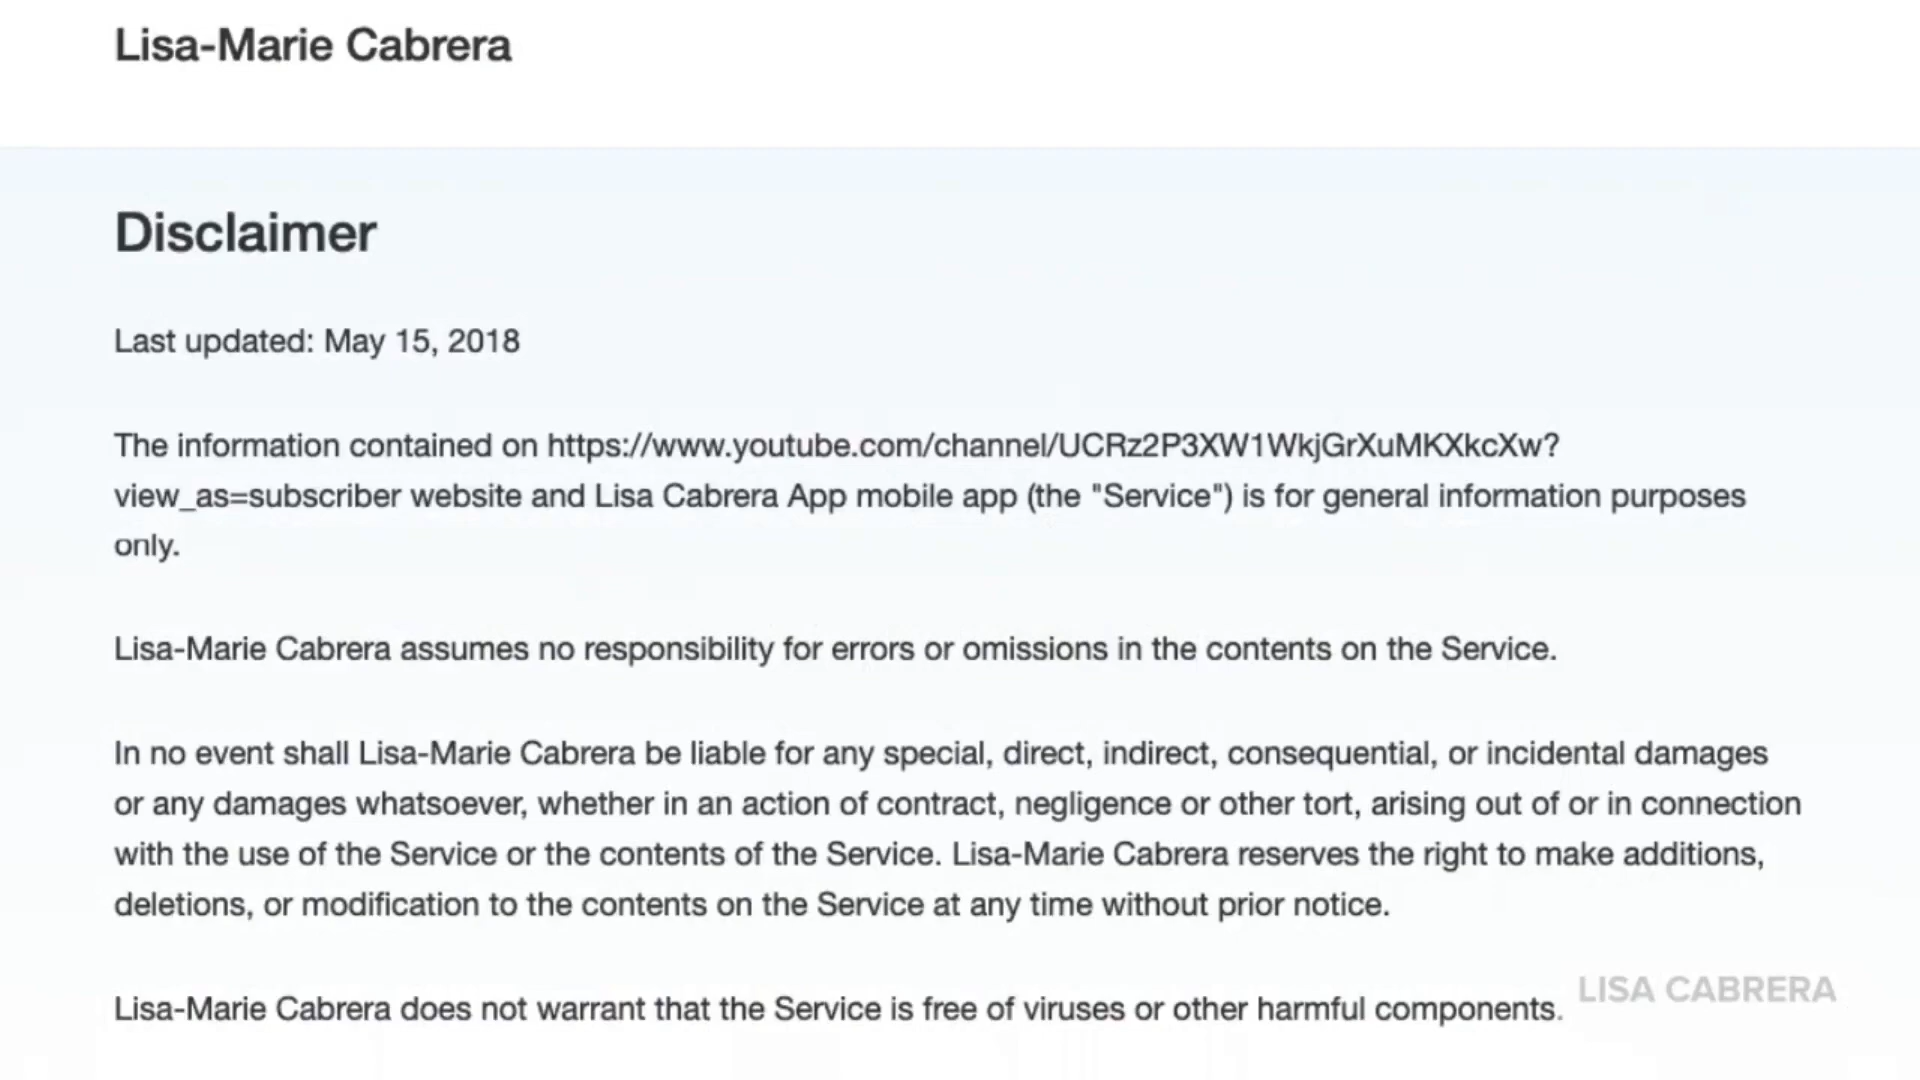 Lisa-Marie Cabrera
Disclaimer
Last updated: May 15, 2018
The information contained on https://www.youtube.com/channel/UCRz2P3XW1WkjGrXuMKXkcXw?
view_as=subscriber website and Lisa Cabrera App mobile app (the "Service") is for general information purposes
only.
Lisa-Marie Cabrera assumes no responsibility for errors or omissions in the contents on the Service.
In no event shall Lisa-Marie Cabrera be liable for any special, direct, indirect, consequential, or incidental damages
or any damages whatsoever, whether in an action of contract, negligence or other tort, arising out of or in connection
with the use of the Service or the contents of the Service. Lisa-Marie Cabrera reserves the right to make additions,
deletions, or modification to the contents on the Service at any time without prior notice.
Lisa-Marie Cabrera does not warrant that the Service is free of viruses or other harmful components.
LISA CABRERA